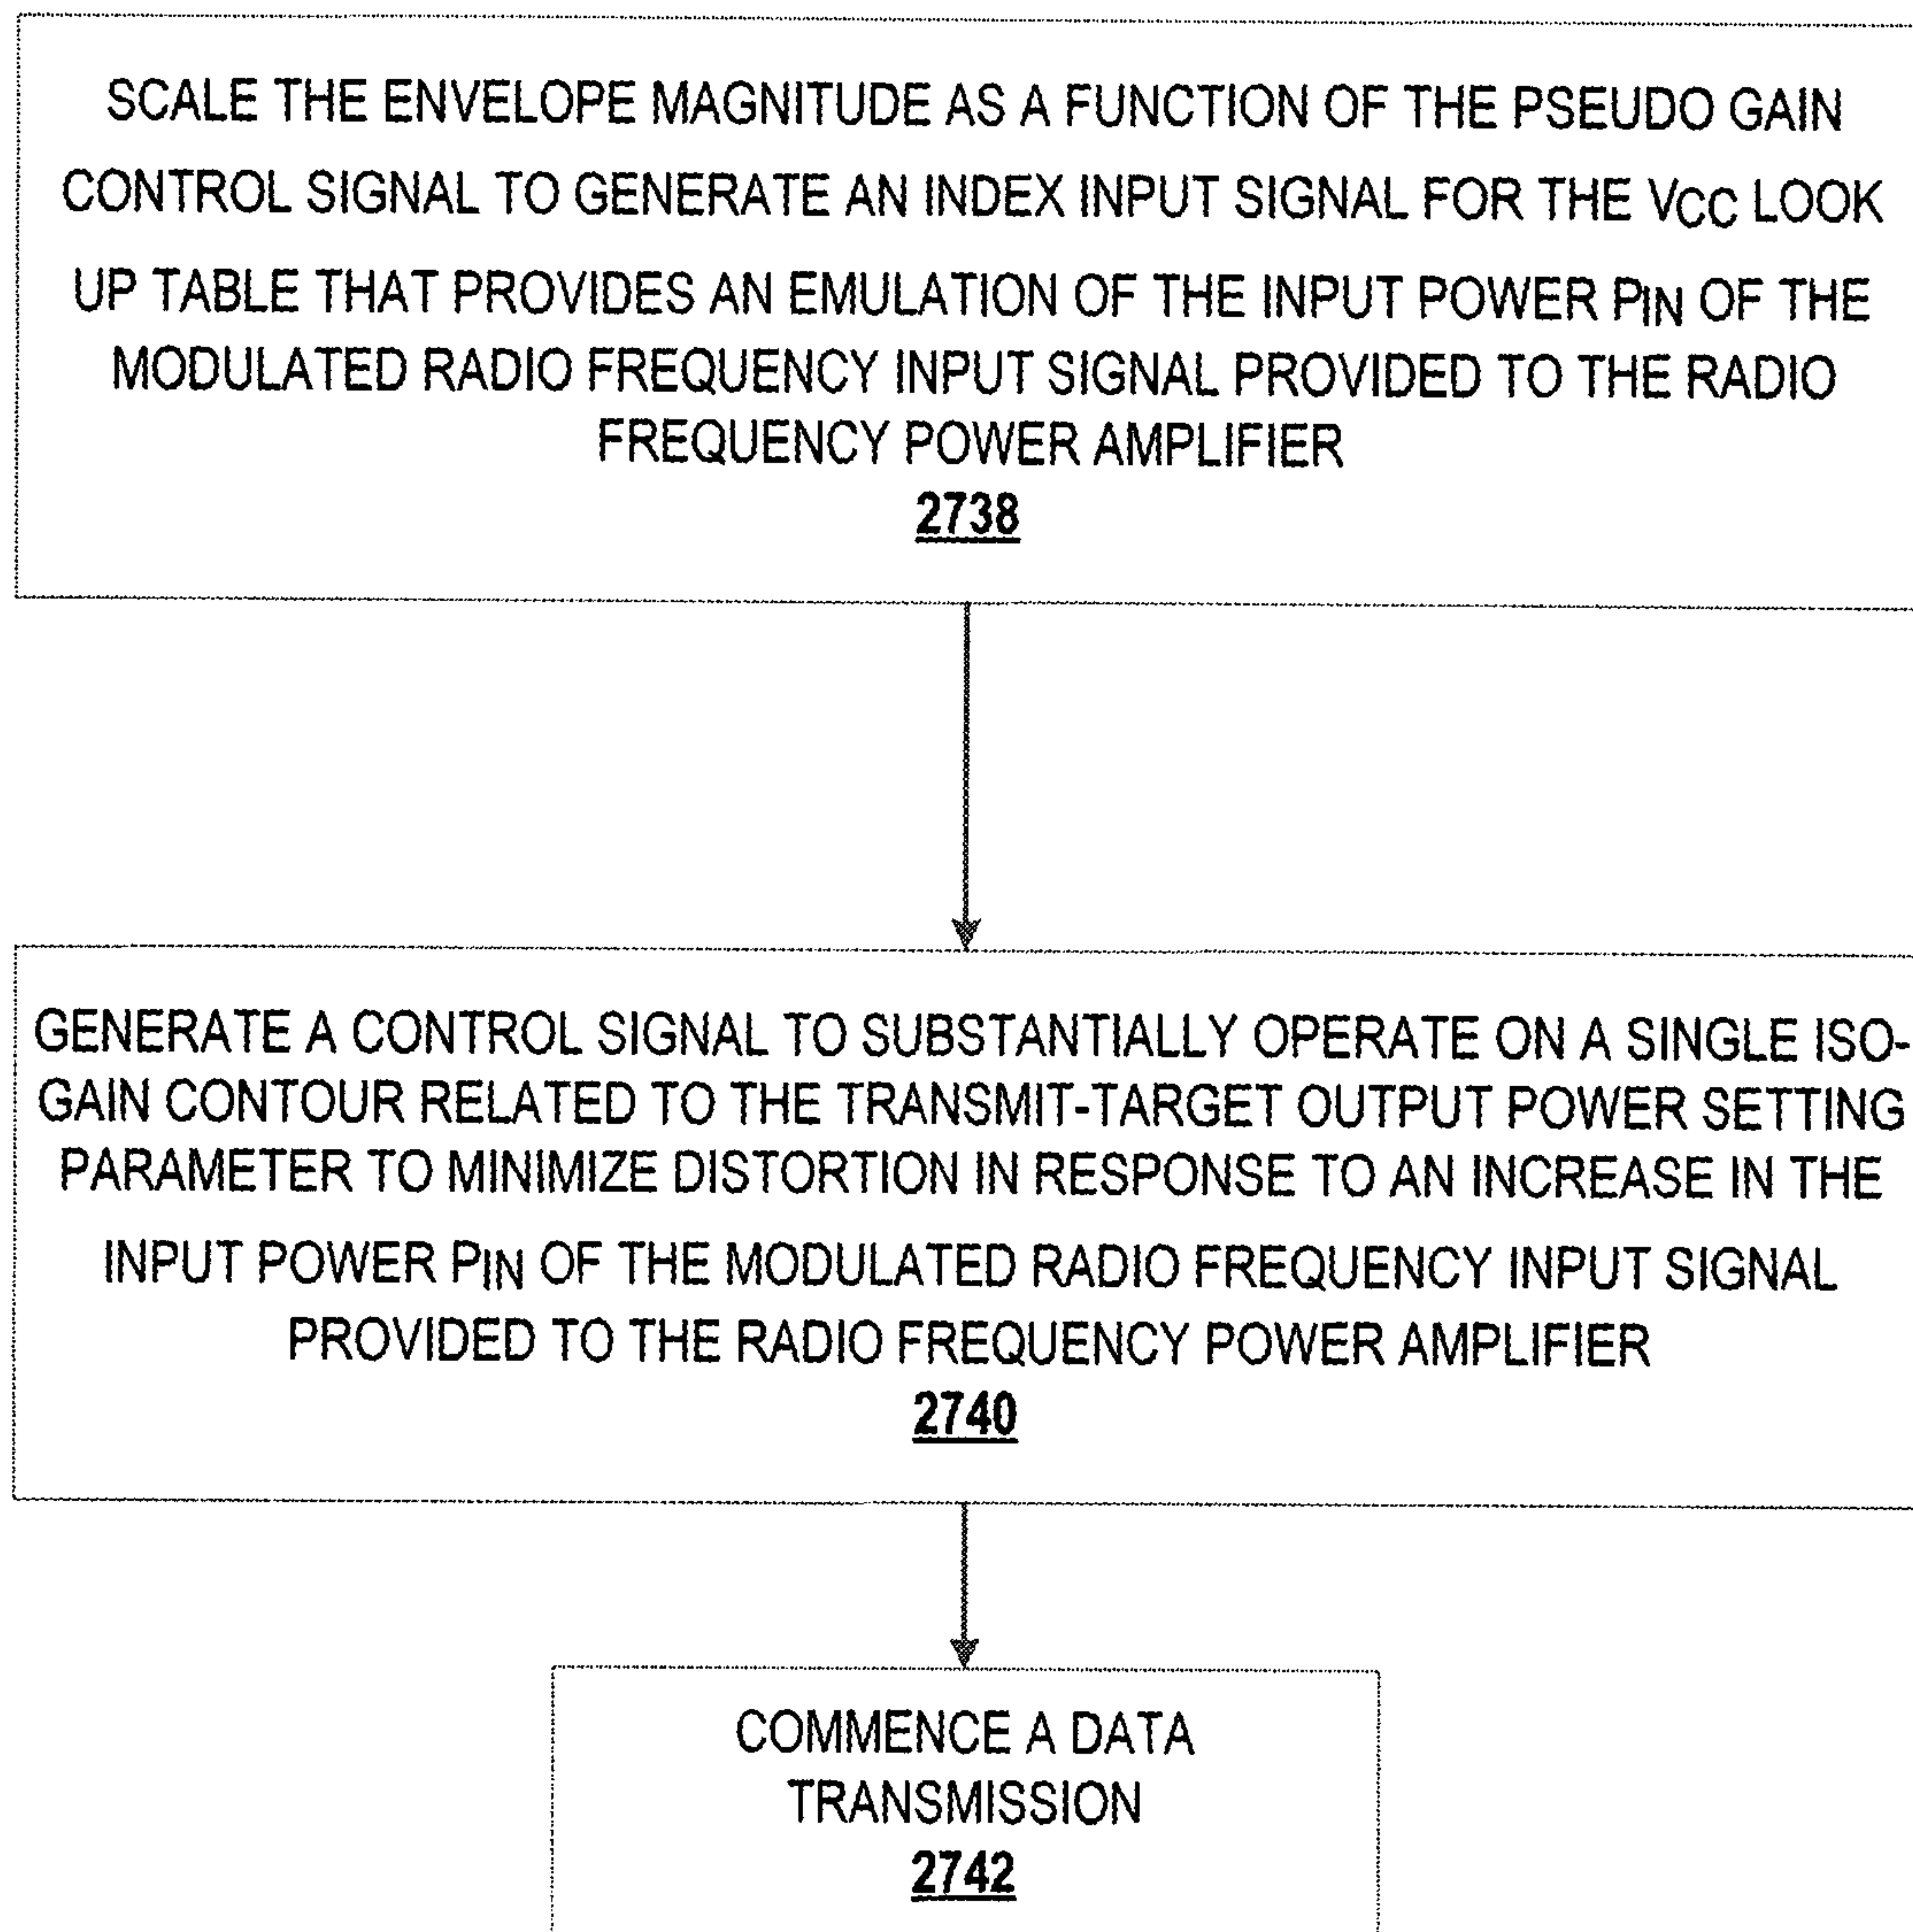 SCALE THE ENVELOPE MAGNITUDE AS A FUNCTION OF THE PSEUDO GAIN
CONTROL SIGNAL TO GENERATE AN INDEX INPUT SIGNAL FOR THE VCC LOOK
UP TABLE THAT PROVIDES AN EMULATION OF THE INPUT POWER PIN OF THE
MODULATED RADIO FREQUENCY INPUT SIGNAL PROVIDED TO THE RADIO
FREQUENCY POWER AMPLIFIER
2738
GENERATE A CONTROL SIGNAL TO SUBSTANTIALLY OPERATE ON A SINGLE ISO-
GAIN CONTOUR RELATED TO THE TRANSMIT-TARGET OUTPUT POWER SETTING
PARAMETER TO MINIMIZE DISTORTION IN RESPONSE TO AN INCREASE IN THE
INPUT POWER PIN OF THE MODULATED RADIO FREQUENCY INPUT SIGNAL
PROVIDED TO THE RADIO FREQUENCY POWER AMPLIFIER
2740
COMMENCE A DATA
TRANSMISSION
2742